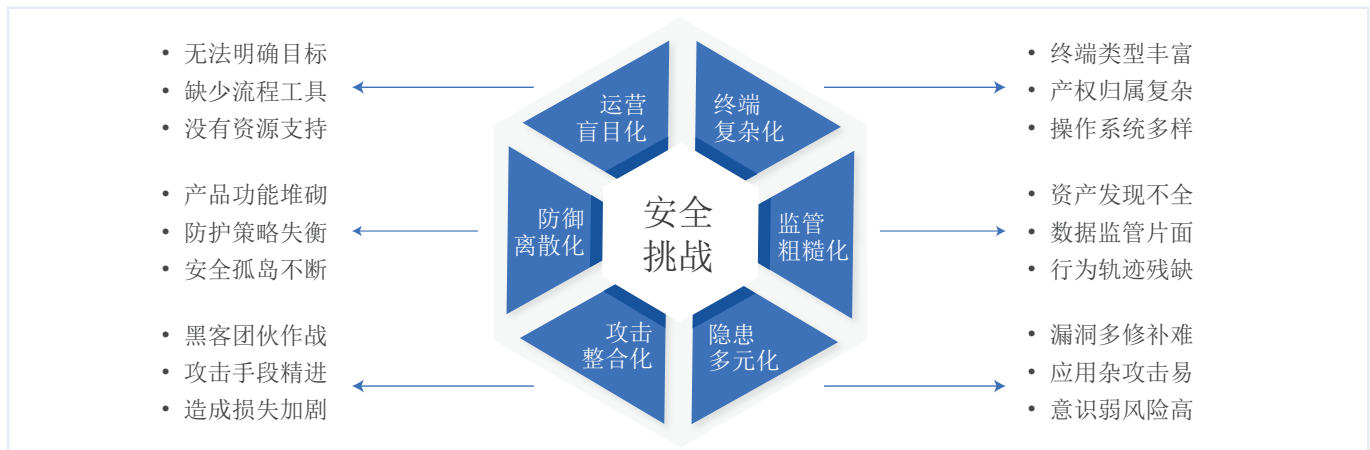 • 无法明确目标
• 缺少流程工具
• 没有资源支持
• 产品功能堆砌
• 防护策略失衡
• 安全孤岛不断
• 黑客团伙作战
• 攻击手段精进
• 造成损失加剧
运营
盲目化
终端
复杂化
防御
离散化
安全
挑战
监管
粗糙化
攻击
整合化
隐患
多元化
• 终端类型丰富
• 产权归属复杂
• 操作系统多样
• 资产发现不全
• 数据监管片面
• 行为轨迹残缺
• 漏洞多修补难
• 应用杂攻击易
• 意识弱风险高